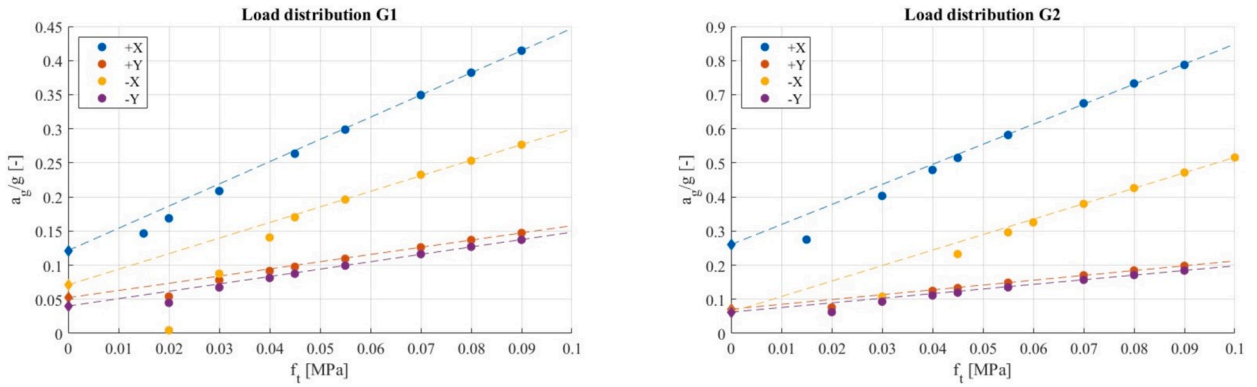 Load distribution G1
0.45
0.4
0.35
0.3
0.25
0.2
0.15
0.1
0.05
0
a_g/g [-]
+X
+Y
-X
-Y
0 0.01 0.02 0.03 0.04 0.05 0.06 0.07 0.08 0.09 0.1
f_t [MPa]
Load distribution G2
0.9
0.8
0.7
0.6
0.5
0.4
0.3
0.2
0.1
0
a_g/g [-]
+X
+Y
-X
-Y
0 0.01 0.02 0.03 0.04 0.05 0.06 0.07 0.08 0.09 0.1
f_t [MPa]